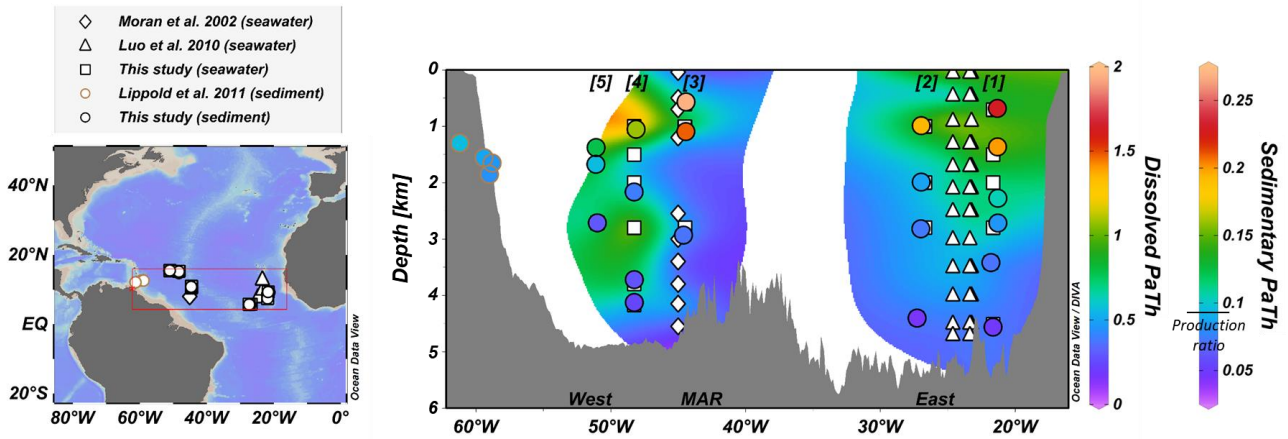 Moran et al. 2002 (seawater)
Luo et al. 2010 (seawater)
This study (seawater)
Lippold et al. 2011 (sediment)
This study (sediment)
40°N
20°N
EQ
20°S
80°W
60°W
40°W
20°W
0°
Ocean Data View
Depth [km]
0
1
2
3
4
5
6
[5]
[4]
[3]
[2]
[1]
West
MAR
East
60°W
50°W
40°W
30°W
20°W
Ocean Data View / DIVA
2
1.5
1
0.5
0
Dissolved PaTh
0.25
0.2
0.15
0.1
0.05
Production
ratio
Sedimentary PaTh